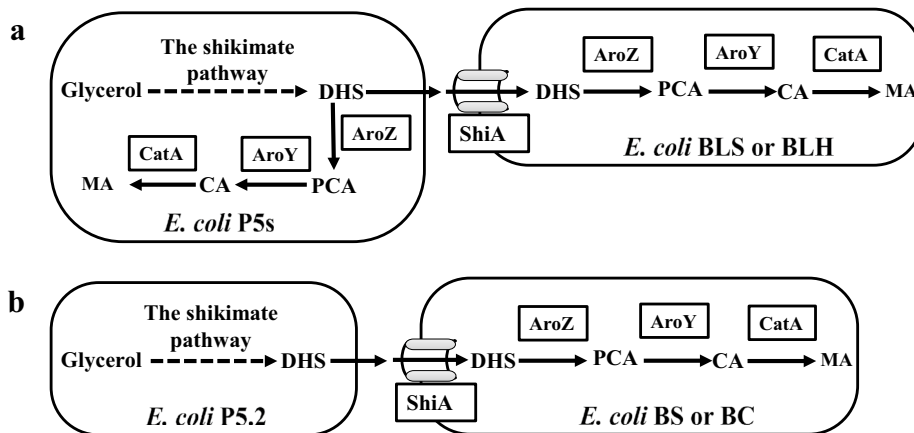 a
The shikimate
pathway
Glycerol
DHS
AroZ
CatA
AroY
MA
CA
PCA
E. coli P5s
ShiA
AroZ
AroY
CatA
DHS
PCA
CA
MA
E. coli BLS or BLH
b
The shikimate
pathway
Glycerol
DHS
E. coli P5.2
ShiA
AroZ
AroY
CatA
DHS
PCA
CA
MA
E. coli BS or BC